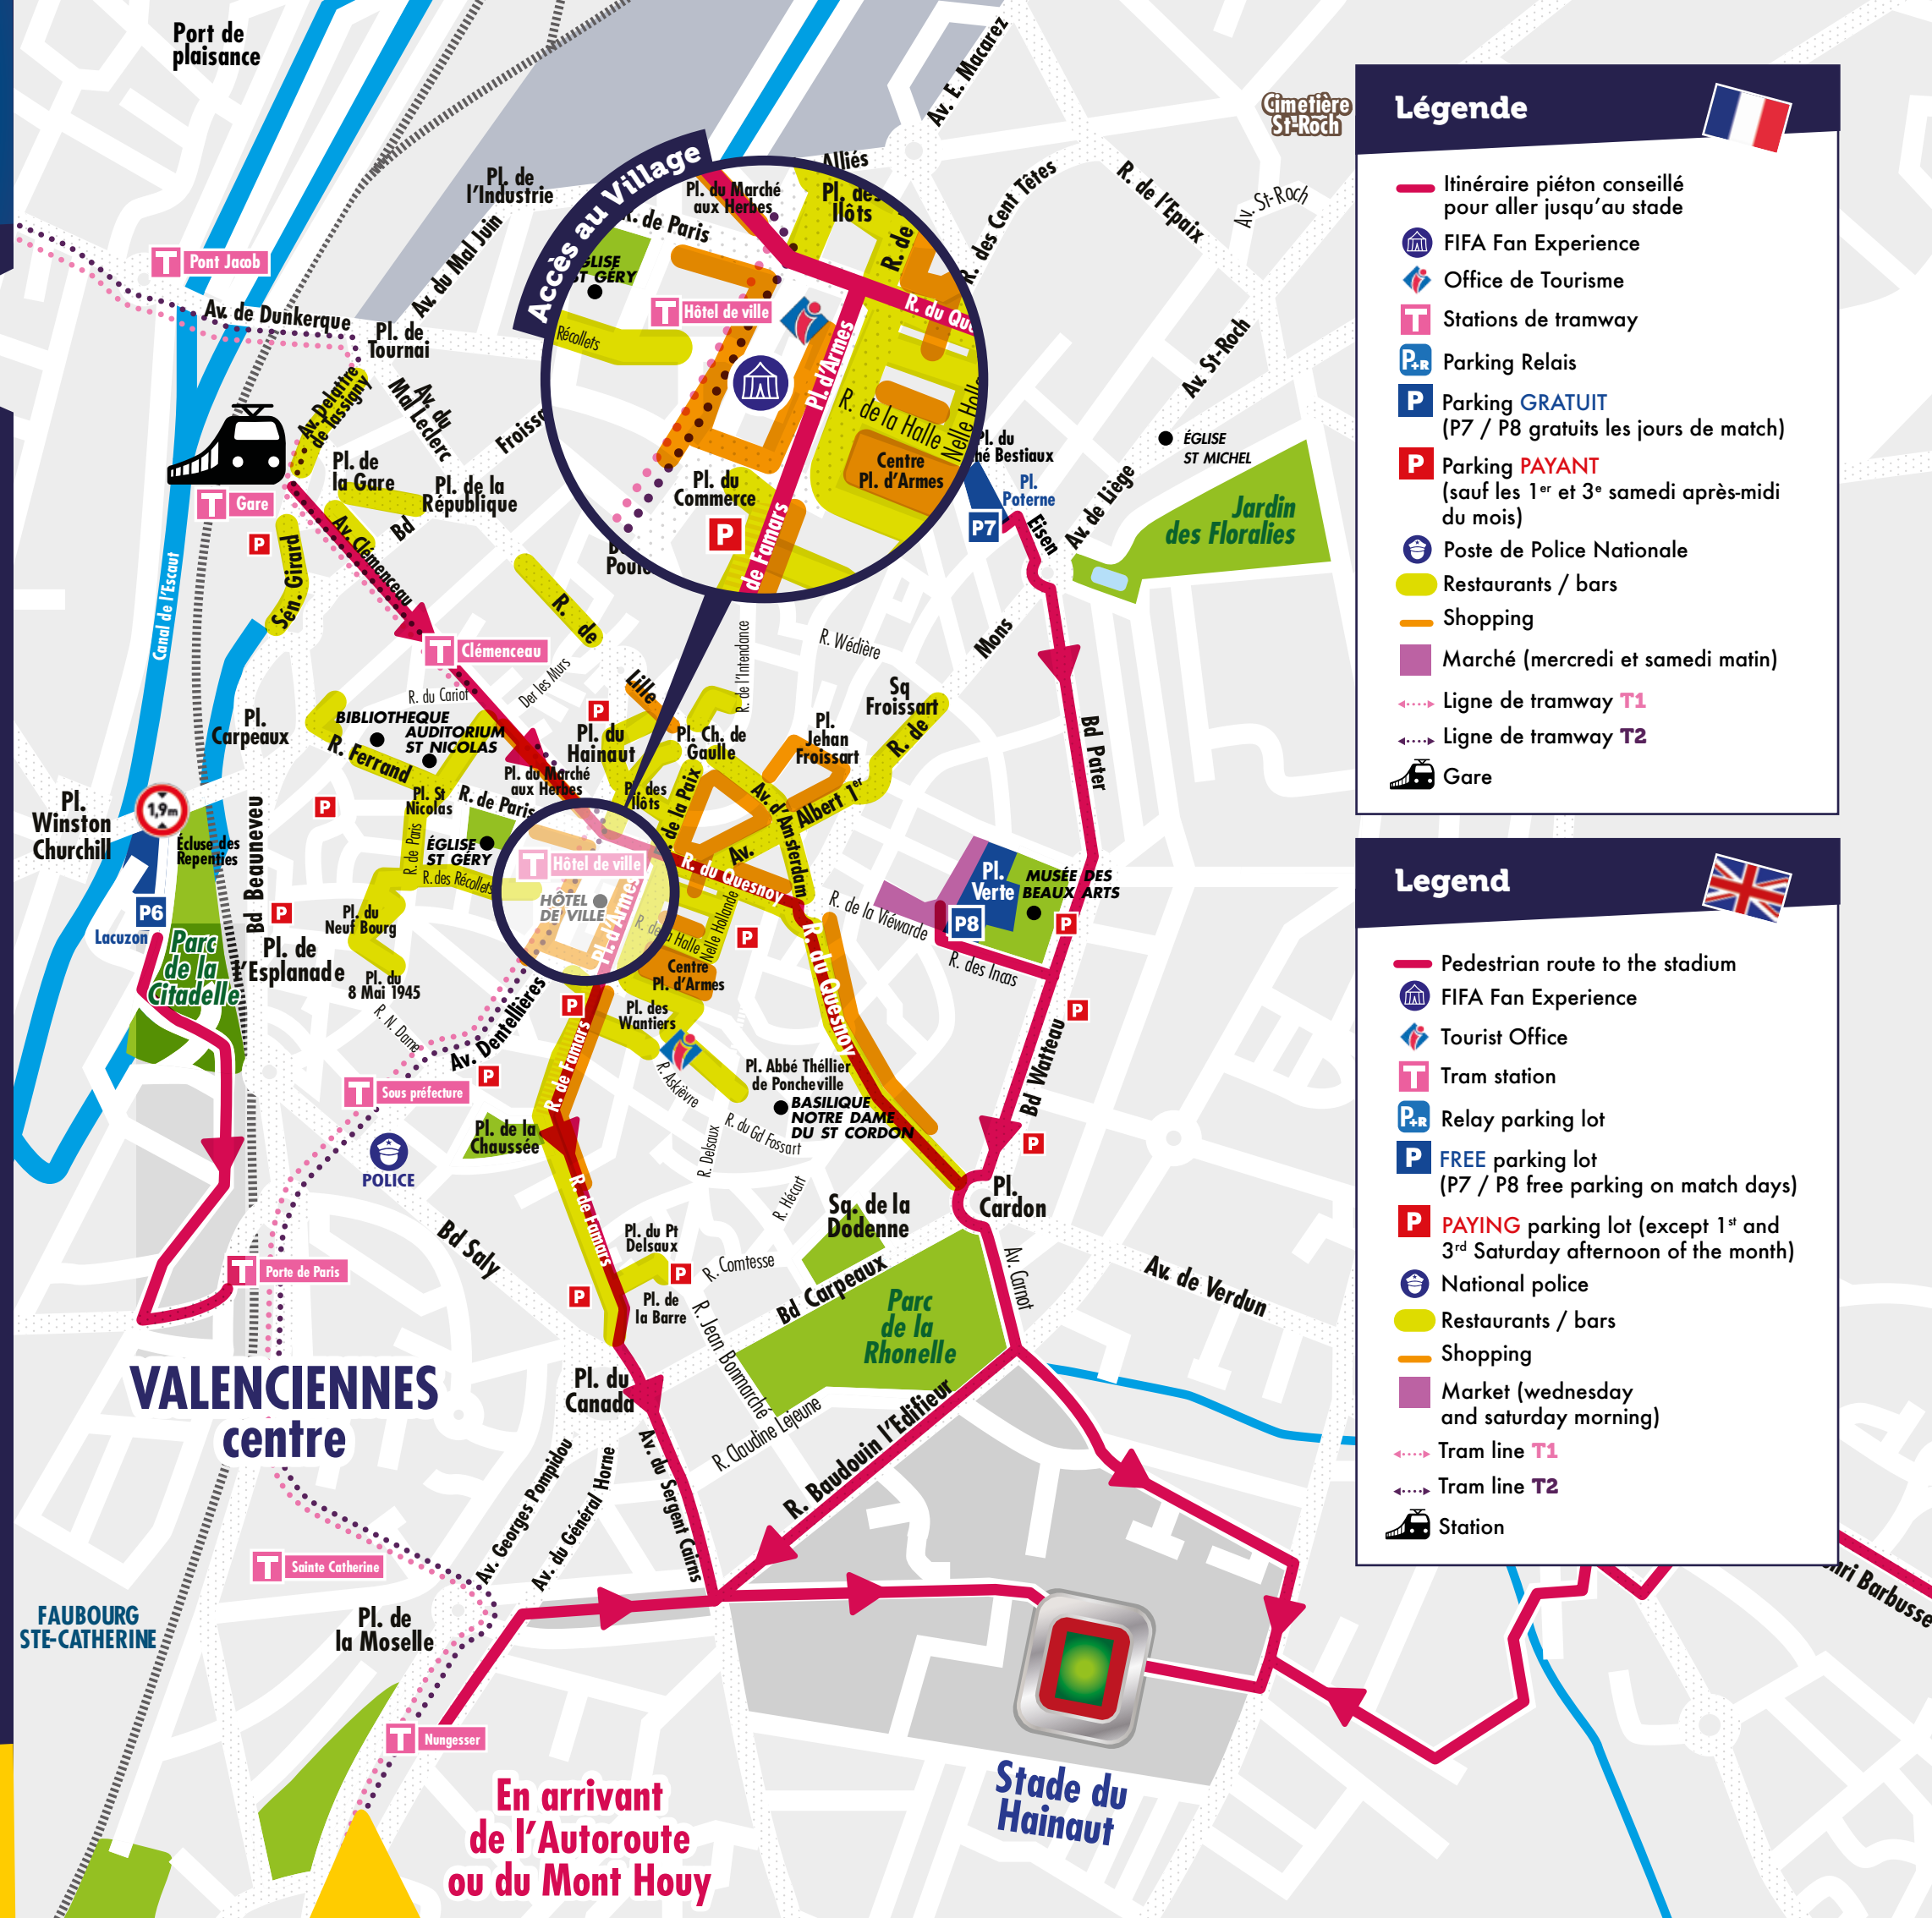 Port de
plaisance
Av. E. Macarez
Cimetière
St-Roch
Alliés
Accès au Village
Pl. de
l'Industrie
Pl. du Marché
aux Herbes
Pl. des
Ilôts
R. de Paris
R. de
R. des Cent Têtes
R. de l'Epaix
Av. St-Roch
T Pont Jacob
Av. du Mal Juin
ÉGLISE
ST GÉRY
T Hôtel de ville
R. du Que
Récollets
Pl. d'Armes
R. de la Halle
Nelle Holl
Centre
Pl. d'Armes
Pl. du
Commerce
P
de Famars
Av. de Dunkerque
Pl. de
Tournai
Av. du
Mal Leclerc
Froiss
Av. Delattre
de Tassigny
Pl. de
la Gare
Pl. de la
République
T Gare
P
Bd
Av. Clémenceau
Sén. Girard
Canal de l'Escaut
Poul
Pl. du
hé Bestiaux
Pl.
Poterne
P7
Eisen
Av. de Liège
Av. St-Roch
ÉGLISE
ST MICHEL
Jardin
des Floralies
R. de
Lille
T Clémenceau
R. du Cariot
Der les Murs
R. de l'Intendance
R. Wédière
Mons
Bd Pater
Pl.
Carpeaux
BIBLIOTHEQUE
AUDITORIUM
ST NICOLAS
R. Ferrand
P
Pl. du
Hainaut
Pl. Ch. de
Gaulle
Pl.
Jehan
Froissart
Sq
Froissart
R. de
Pl. du Marché
aux Herbes
Pl. des
Ilôts
R. de la Paix
Av. d'Amsterdam
Albert 1er
Av.
Pl. St
Nicolas
R. de Paris
R. de Paris
P
Pl.
Winston
Churchill
1,9m
Écluse des
Repenties
Bd Beauneveu
ÉGLISE
ST GÉRY
R. des Récollets
T Hôtel de ville
HÔTEL
DE VILLE
Pl. d'Armes
R. de la Halle
Nelle Hollande
R. du Quesnoy
R. du Quesnoy
Centre
Pl. d'Armes
P
R. de la Viéwarde
Pl.
Verte
P8
MUSÉE DES
BEAUX ARTS
P
R. des Incas
P6
Lacuzon
Parc
de la
Citadelle
P
Pl. du
Neuf Bourg
Pl. de
l'Esplanade
Pl. du
8 Mai 1945
R. N. Dame
Av. Dentellières
P
P
R. de Famars
Pl. des
Wantiers
R. Askièvre
Pl. Abbé Théllier
de Poncheville
BASILIQUE
NOTRE DAME
DU ST CORDON
R. du Gd Fossart
R. Delsaux
R. Hécart
P
Bd Watteau
P
T Sous préfecture
POLICE
Pl. de la
Chaussée
R. de Famars
Pl. du Pt
Delsaux
P
P
Pl. de
la Barre
R. Comtesse
Sq. de la
Dodenne
Bd Carpeaux
Pl.
Cardon
Av. Carnot
Av. de Verdun
Parc
de la
Rhonelle
Bd Saly
T Porte de Paris
R. Jean Bonmarché
R. Claudine Lejeune
R. Baudouin l'Edifieur
VALENCIENNES
centre
Pl. du
Canada
Av. du Sergent Cairns
Av. Georges Pompidou
Av. du Général Horne
T Sainte Catherine
FAUBOURG
STE-CATHERINE
Pl. de
la Moselle
T Nungesser
En arrivant
de l'Autoroute
ou du Mont Houy
Stade du
Hainaut
nri Barbusse
Légende
Itinéraire piéton conseillé
pour aller jusqu'au stade
FIFA Fan Experience
Office de Tourisme
T Stations de tramway
P+R Parking Relais
P Parking GRATUIT
(P7 / P8 gratuits les jours de match)
P Parking PAYANT
(sauf les 1er et 3e samedi après-midi
du mois)
Poste de Police Nationale
Restaurants / bars
Shopping
Marché (mercredi et samedi matin)
Ligne de tramway T1
Ligne de tramway T2
Gare
Legend
Pedestrian route to the stadium
FIFA Fan Experience
Tourist Office
T Tram station
P+R Relay parking lot
P FREE parking lot
(P7 / P8 free parking on match days)
P PAYING parking lot (except 1st and
3rd Saturday afternoon of the month)
National police
Restaurants / bars
Shopping
Market (wednesday
and saturday morning)
Tram line T1
Tram line T2
Station